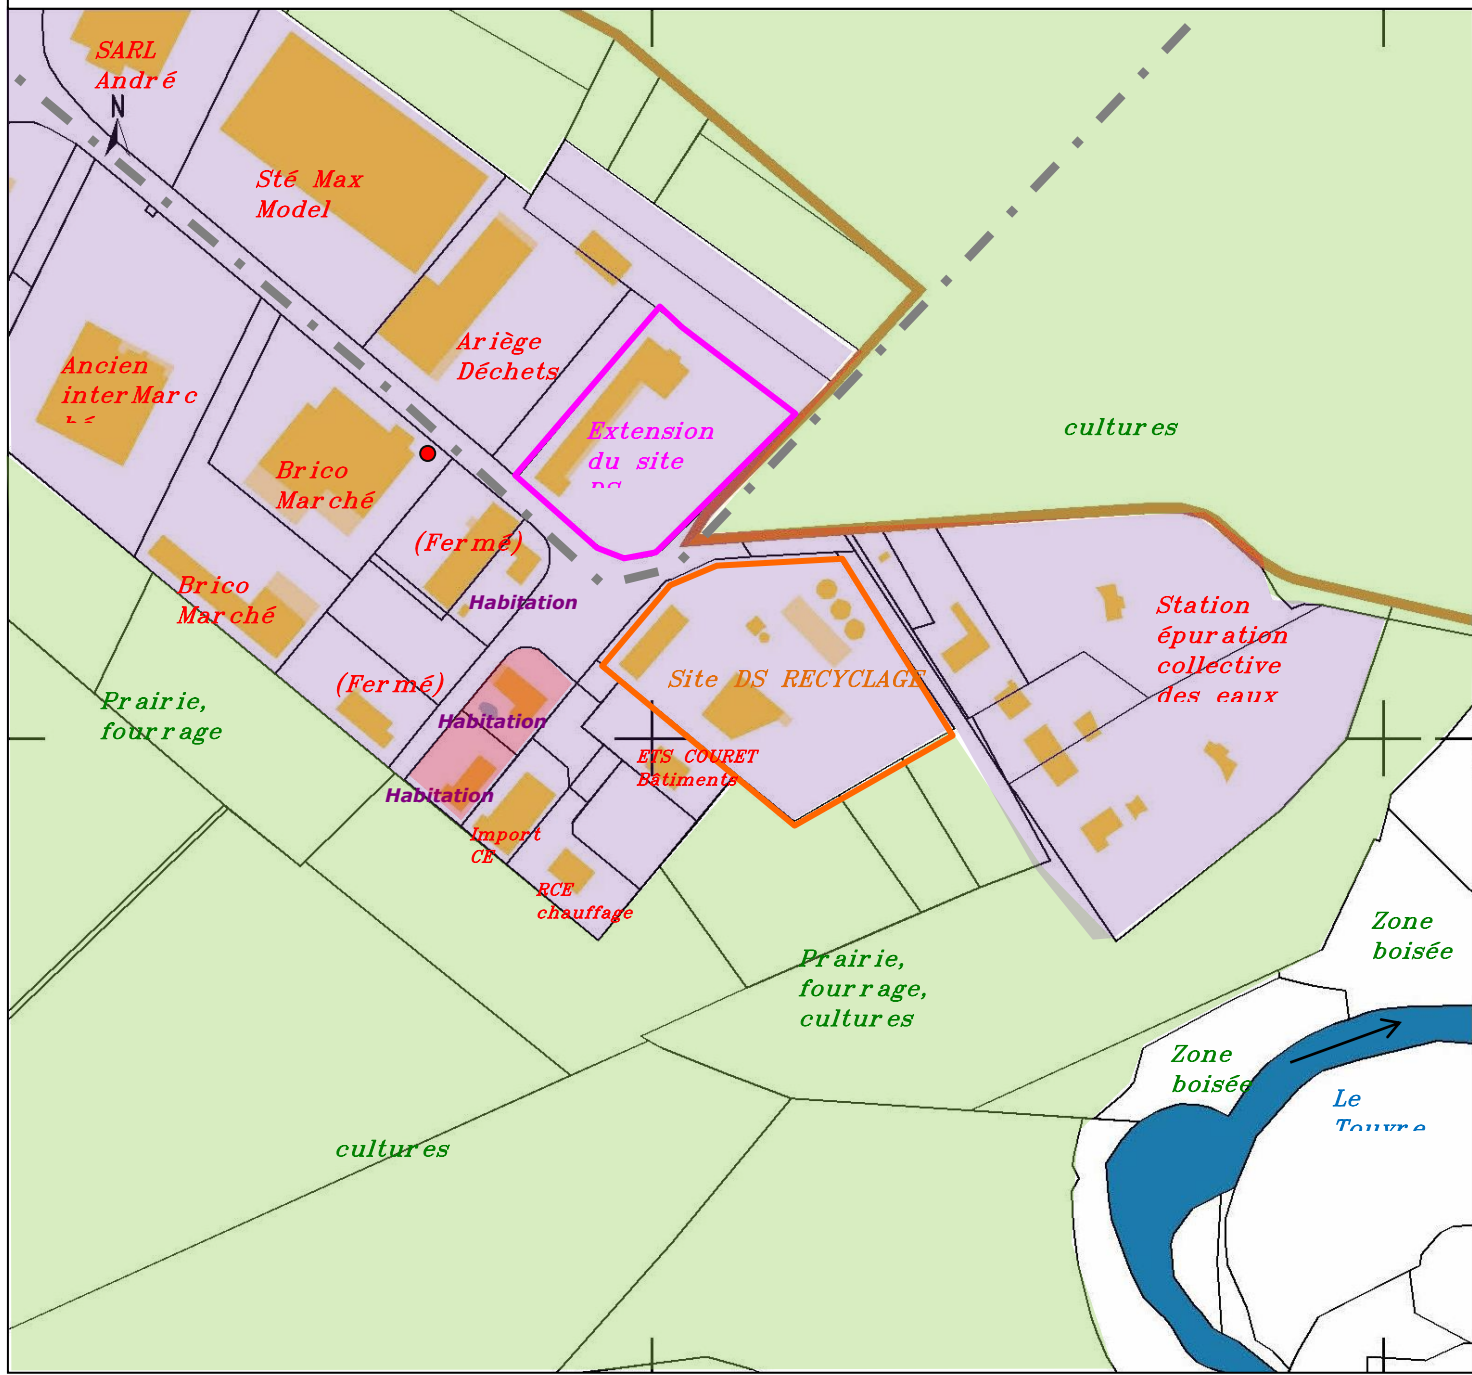 SARL
André
N
Sté Max
Model
Ariège
Déchets
Ancien
interMarc
Extension
du site
cultures
Brico
Marché
(Fermé)
Habitation
Brico
Marché
Station
épuration
collective
des eaux
Site DS RECYCLAGE
(Fermé)
Prairie,
fourrage
Habitation
ETS COURET
Bâtiments
Habitation
Import
CE
RCE
chauffage
Zone
boisée
Prairie,
fourrage,
cultures
Zone
boisée
Le
cultures